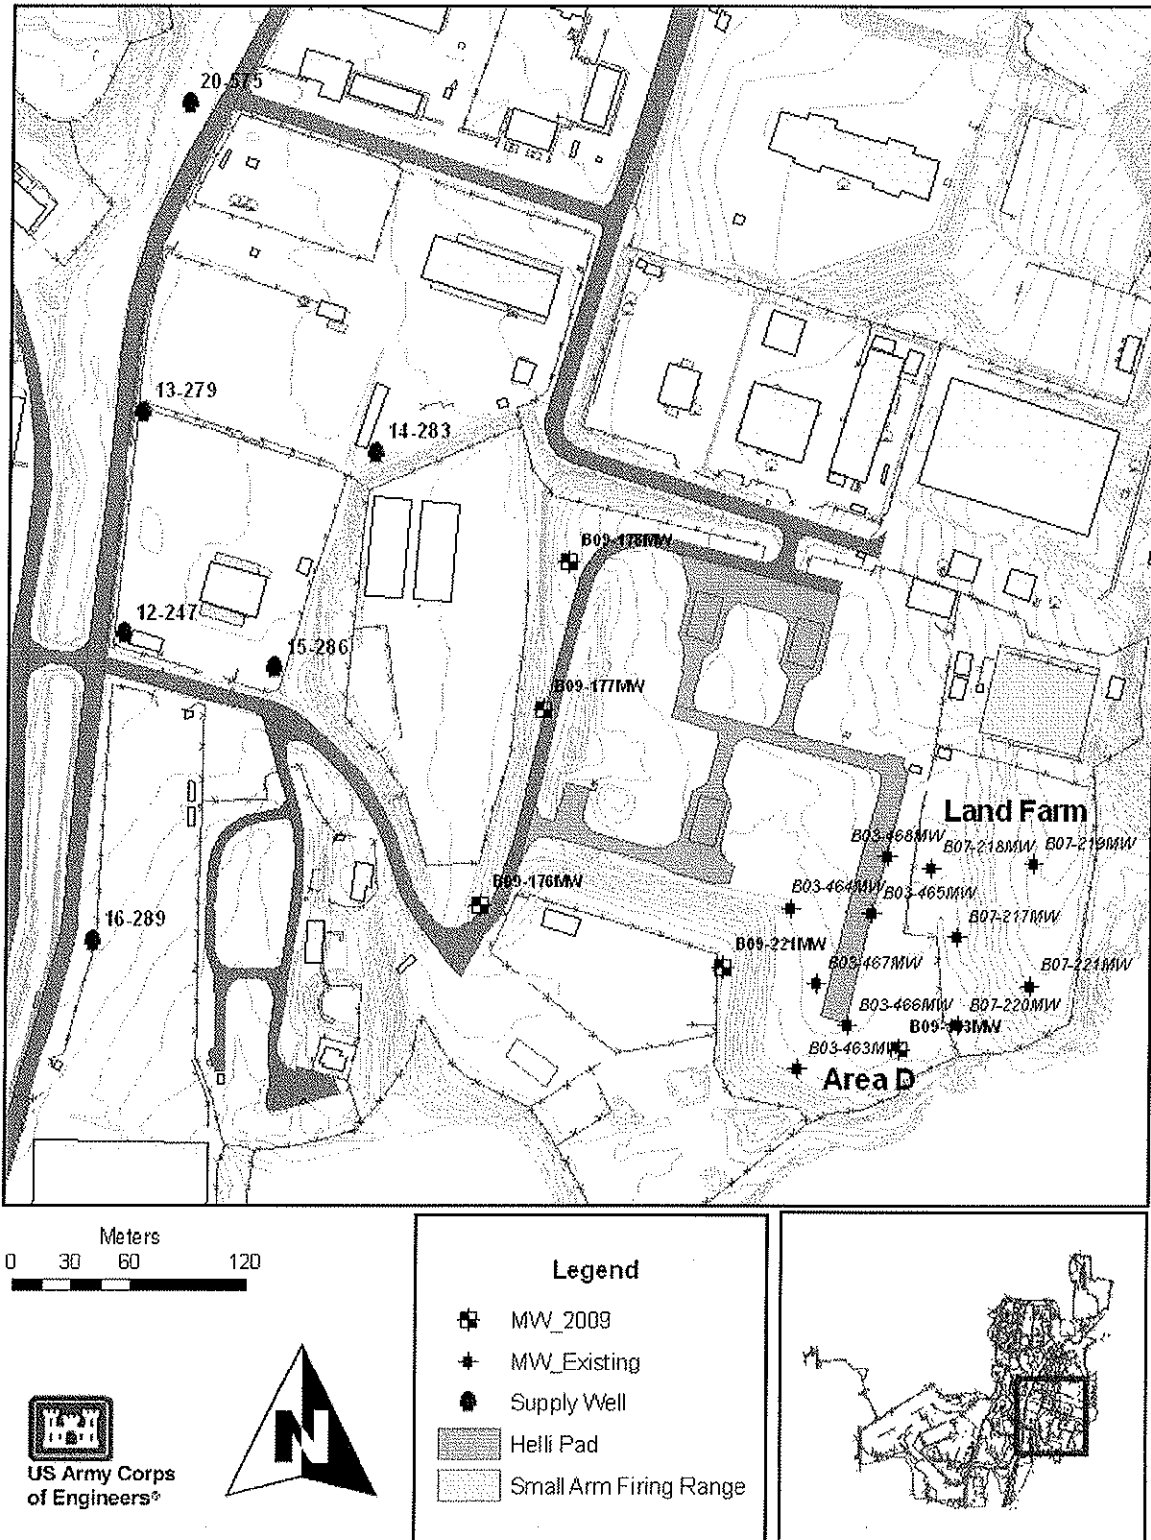 20-575
13-279
14-283
B09-178MW
12-247
15-286
B09-177MW
Land Farm
B03-468MW
B07-218MW
B07-219MW
B09-176MW
B03-464MW
B03-465MW
16-289
B07-217MW
B09-221MW
B03-467MW
B07-221MW
B03-466MW
B07-220MW
B03-463MW
Area D
Meters
0 30 60 120
Legend
MW_2009
MW_Existing
Supply Well
Helli Pad
Small Arm Firing Range
N
US Army Corps
of Engineers®